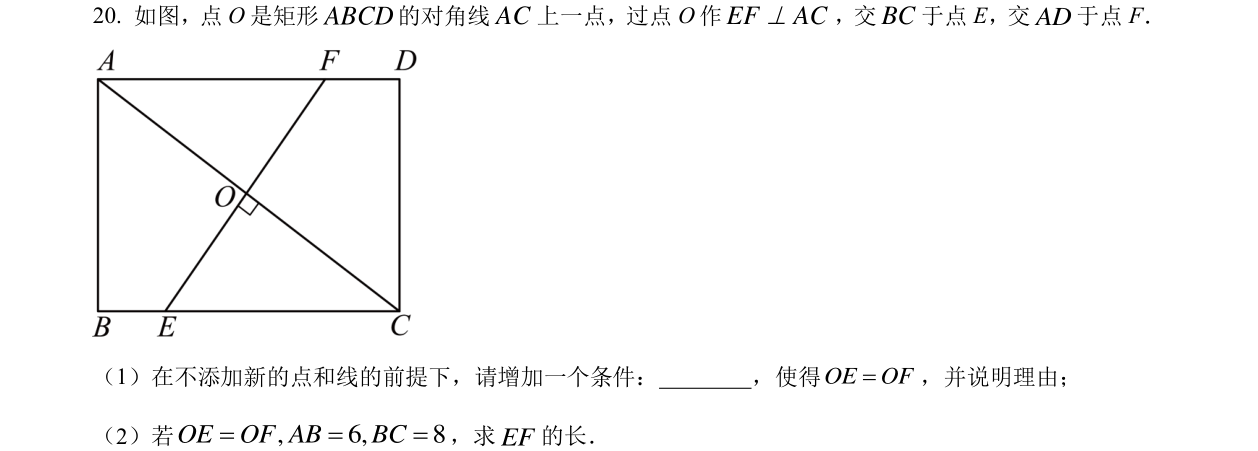 20. 如图，点 O 是矩形 ABCD 的对角线 AC 上一点，过点 O 作 EF ⊥ AC ，交 BC 于点 E，交 AD 于点 F．
A F D
O
B E C
（1）在不添加新的点和线的前提下，请增加一个条件：________，使得 OE = OF ，并说明理由；
（2）若 OE = OF, AB = 6, BC = 8，求 EF 的长．